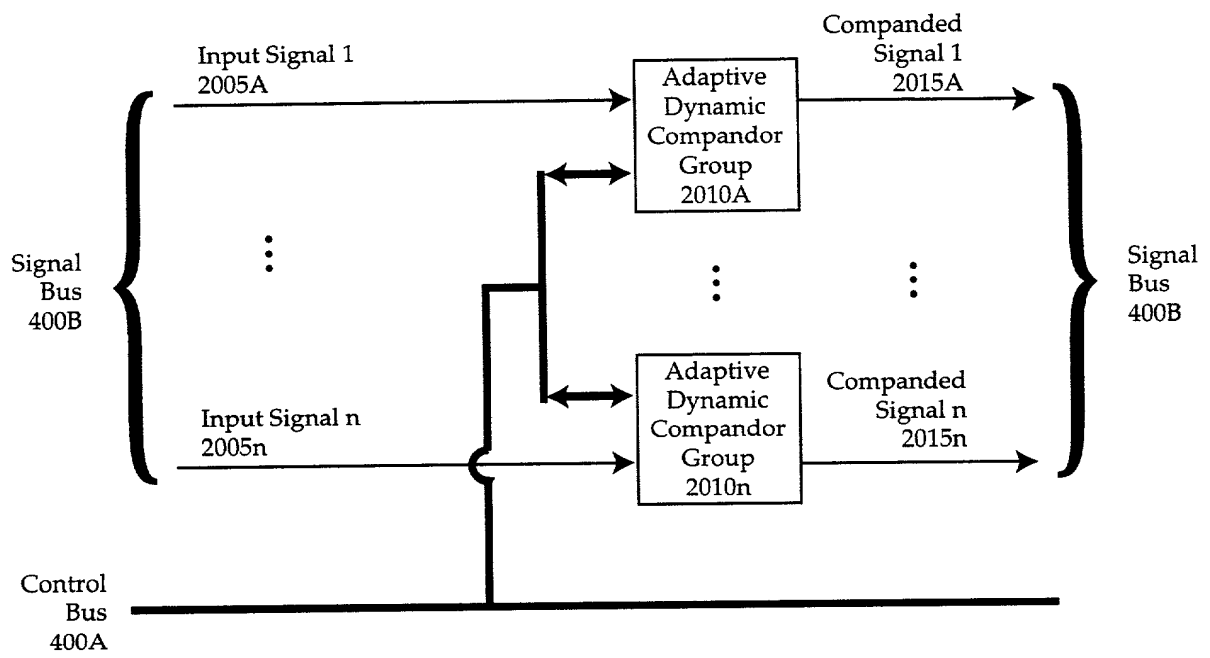 Input Signal 1
2005A
Adaptive
Dynamic
Compandor
Group
2010A
Companded
Signal 1
2015A
Signal
Bus
400B
Signal
Bus
400B
Input Signal n
2005n
Adaptive
Dynamic
Compandor
Group
2010n
Companded
Signal n
2015n
Control
Bus
400A